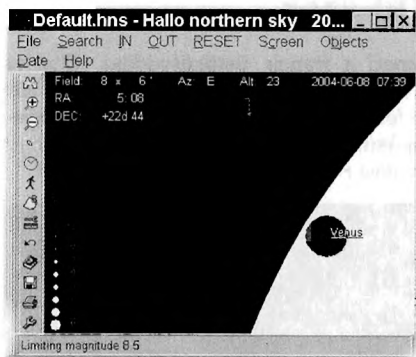 Default.hns - Hallo northern sky 20...
File Search IN OUT RESET Screen Objects
Date Help
Field: 8 x 6 ' Az: E Alt: 23 2004-06-08 07:39
RA: 5: 08
DEC: +22d 44
Venus
Limiting magnitude 8.5